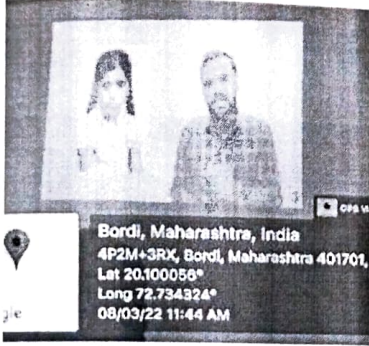 Bordi, Maharashtra, India
4P2M+3RX, Bordi, Maharashtra 401701,
Lat 20.100056°
Long 72.734324°
08/03/22 11:44 AM
gle